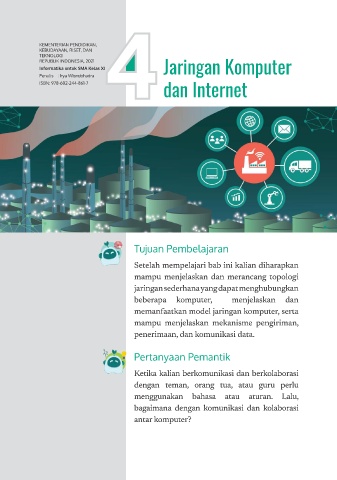 KEMENTERIAN PENDIDIKAN,
KEBUDAYAAN, RISET, DAN
TEKNOLOGI
REPUBLIK INDONESIA, 2021
Informatika untuk SMA Kelas XI
Penulis : Irya Wisnubhadra
ISBN: 978-602-244-861-7
4
Jaringan Komputer
dan Internet
Tujuan Pembelajaran
Setelah mempelajari bab ini kalian diharapkan
mampu menjelaskan dan merancang topologi
jaringan sederhana yang dapat menghubungkan
beberapa komputer, menjelaskan dan
memanfaatkan model jaringan komputer, serta
mampu menjelaskan mekanisme pengiriman,
penerimaan, dan komunikasi data.
Pertanyaan Pemantik
Ketika kalian berkomunikasi dan berkolaborasi
dengan teman, orang tua, atau guru perlu
menggunakan bahasa atau aturan. Lalu,
bagaimana dengan komunikasi dan kolaborasi
antar komputer?